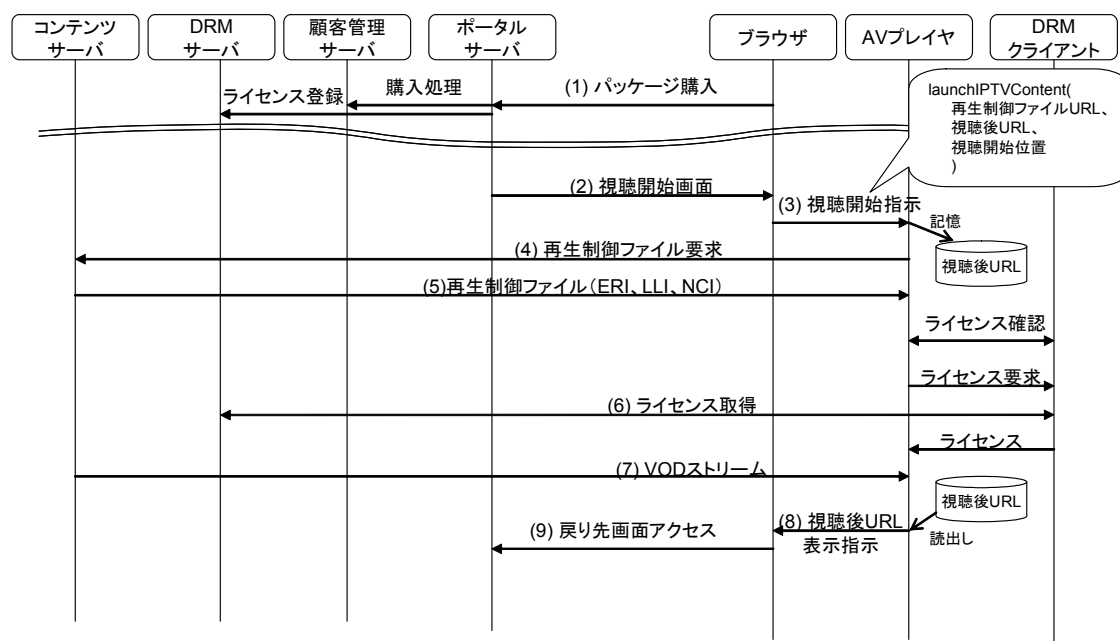 コンテンツ
サーバ
DRM
サーバ
顧客管理
サーバ
ポータル
サーバ
ブラウザ
AVプレイヤ
DRM
クライアント
ライセンス登録
購入処理
(1) パッケージ購入
launchIPTVContent(
再生制御ファイルURL、
視聴後URL、
視聴開始位置
)
(2) 視聴開始画面
(3) 視聴開始指示
記憶
視聴後URL
(4) 再生制御ファイル要求
(5)再生制御ファイル(ERI、LLI、NCI)
ライセンス確認
ライセンス要求
(6) ライセンス取得
ライセンス
(7) VODストリーム
視聴後URL
(8) 視聴後URL
表示指示
読出し
(9) 戻り先画面アクセス